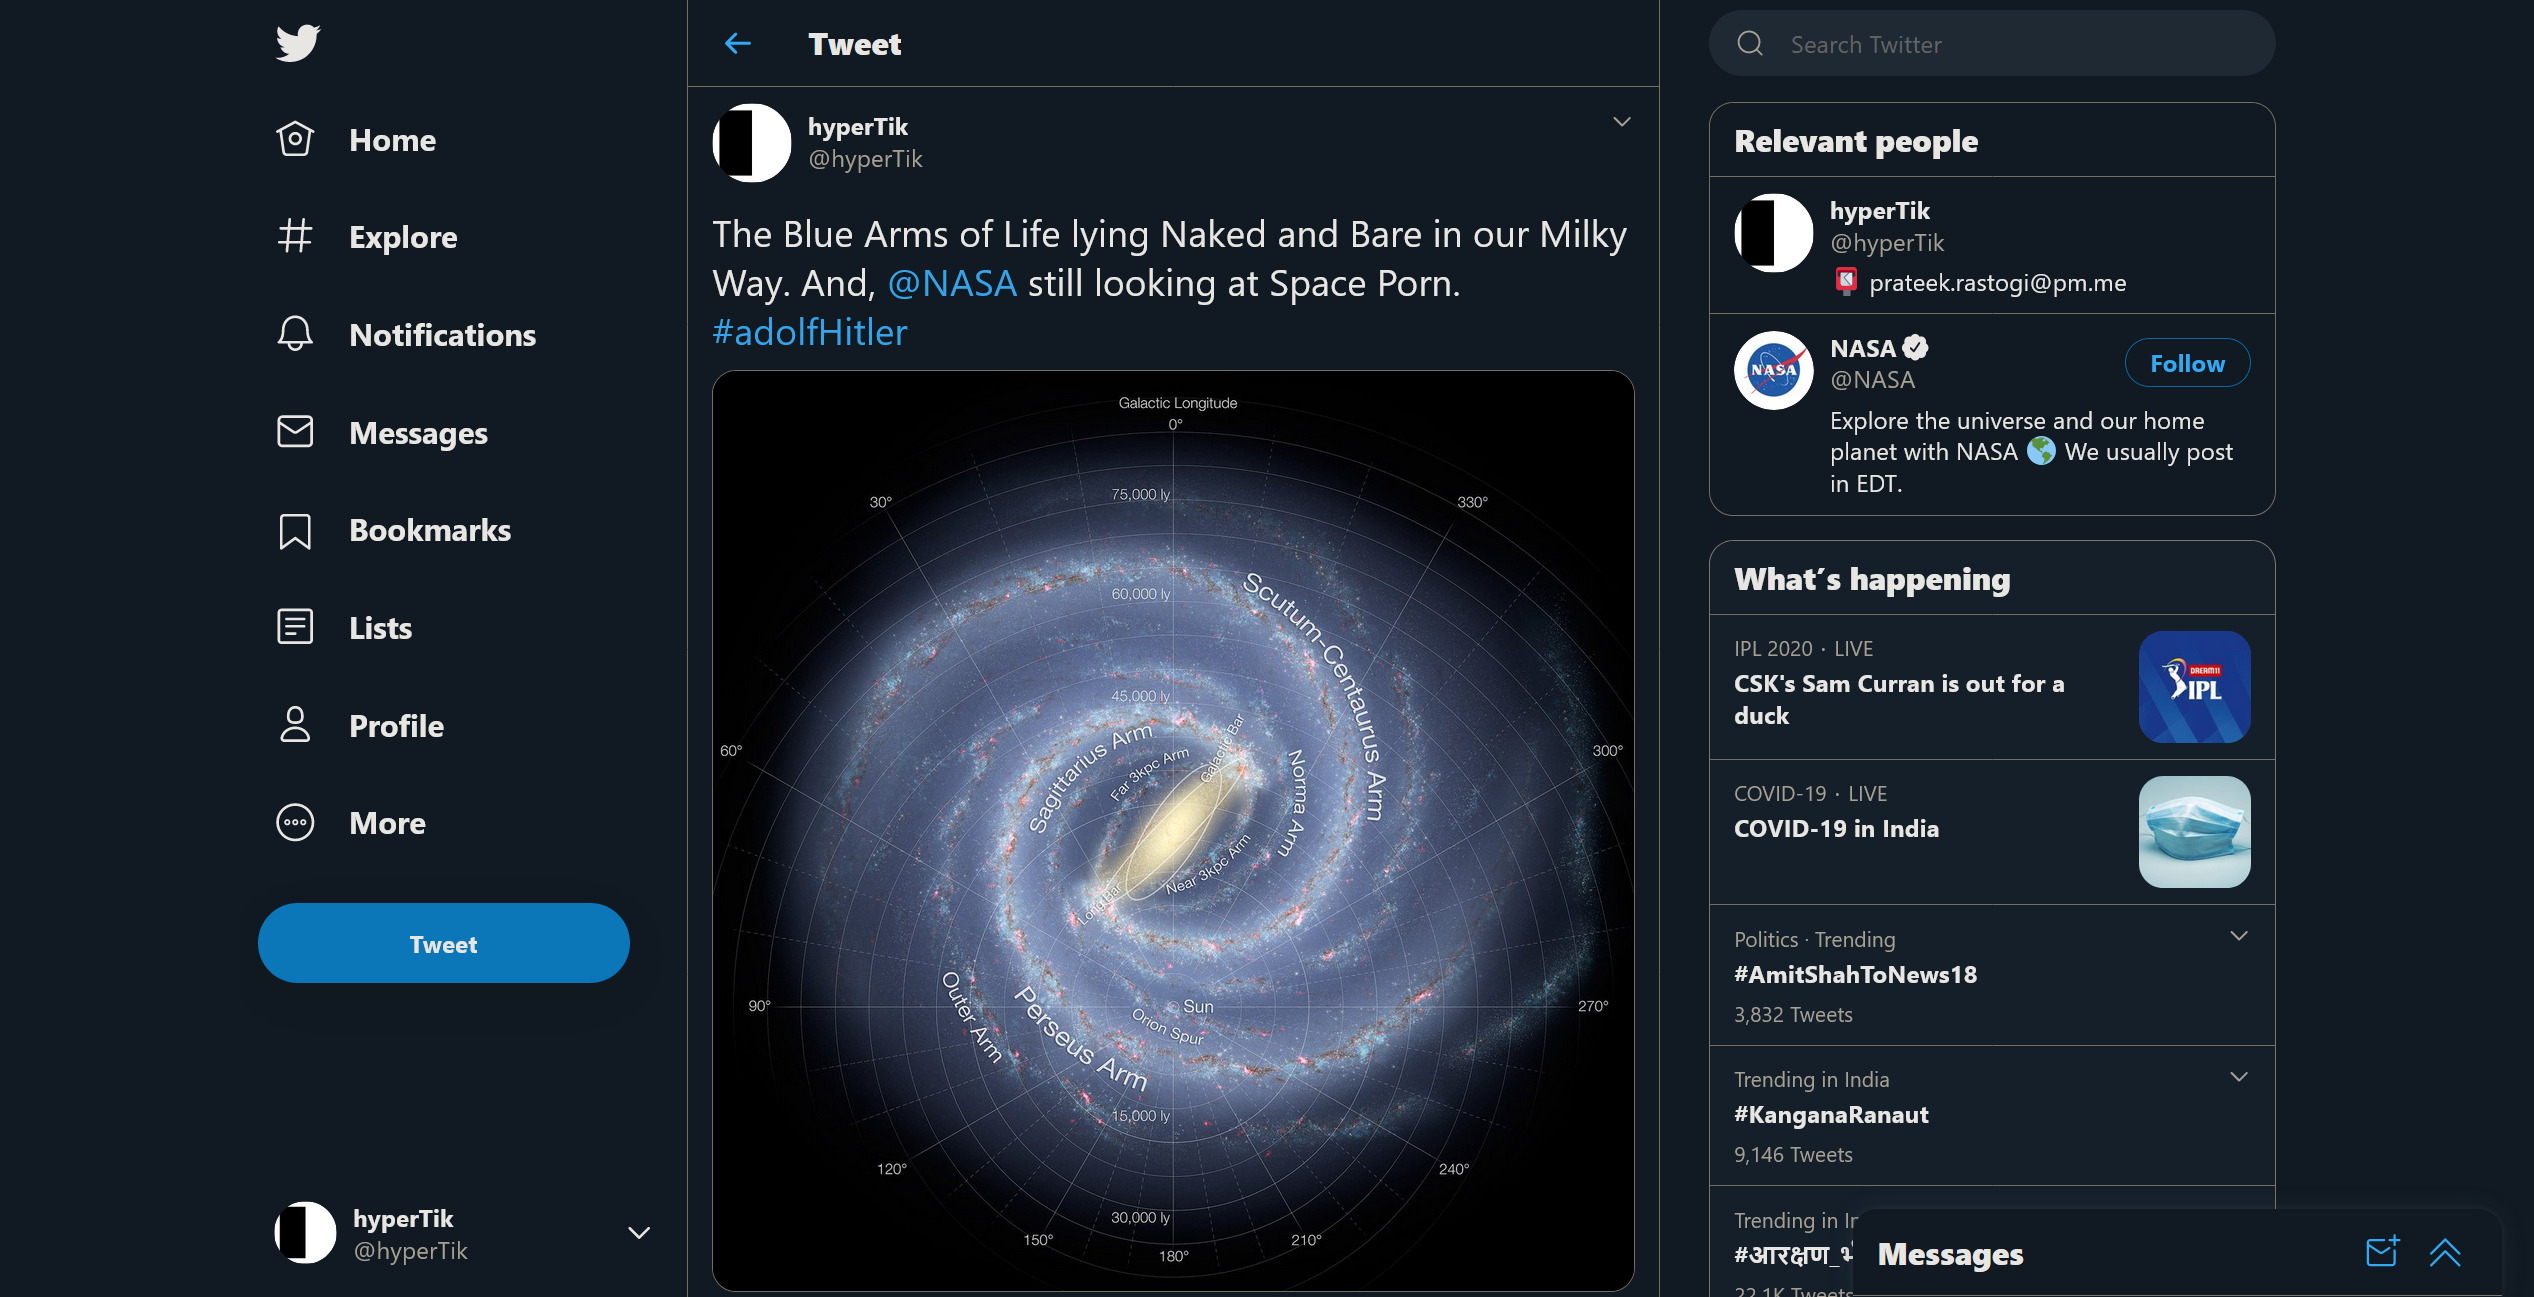 Home
Explore
Notifications
Messages
Bookmarks
Lists
Profile
More
Tweet
hyperTik
@hyperTik
Tweet
hyperTik
@hyperTik
The Blue Arms of Life lying Naked and Bare in our Milky
Way. And, @NASA still looking at Space Porn.
#adolfHitler
Galactic Longitude
0°
30°
330°
75,000 ly
60,000 ly
Scutum-Centaurus Arm
45,000 ly
60°
300°
Sagittarius Arm
Far 3kpc Arm
Galactic Bar
Norma Arm
Near 3kpc Arm
Long Bar
Outer Arm
Perseus Arm
Sun
Orion Spur
90°
270°
15,000 ly
120°
240°
30,000 ly
150°
210°
180°
Search Twitter
Relevant people
hyperTik
@hyperTik
prateek.rastogi@pm.me
NASA
@NASA
Follow
NASA
Explore the universe and our home
planet with NASA We usually post
in EDT.
What's happening
IPL 2020 · LIVE
CSK's Sam Curran is out for a
duck
DREAM11
IPL
COVID-19 · LIVE
COVID-19 in India
Politics · Trending
#AmitShahToNews18
3,832 Tweets
Trending in India
#KanganaRanaut
9,146 Tweets
Trending in
#आरक्षण_
22.1K Tweets
Messages